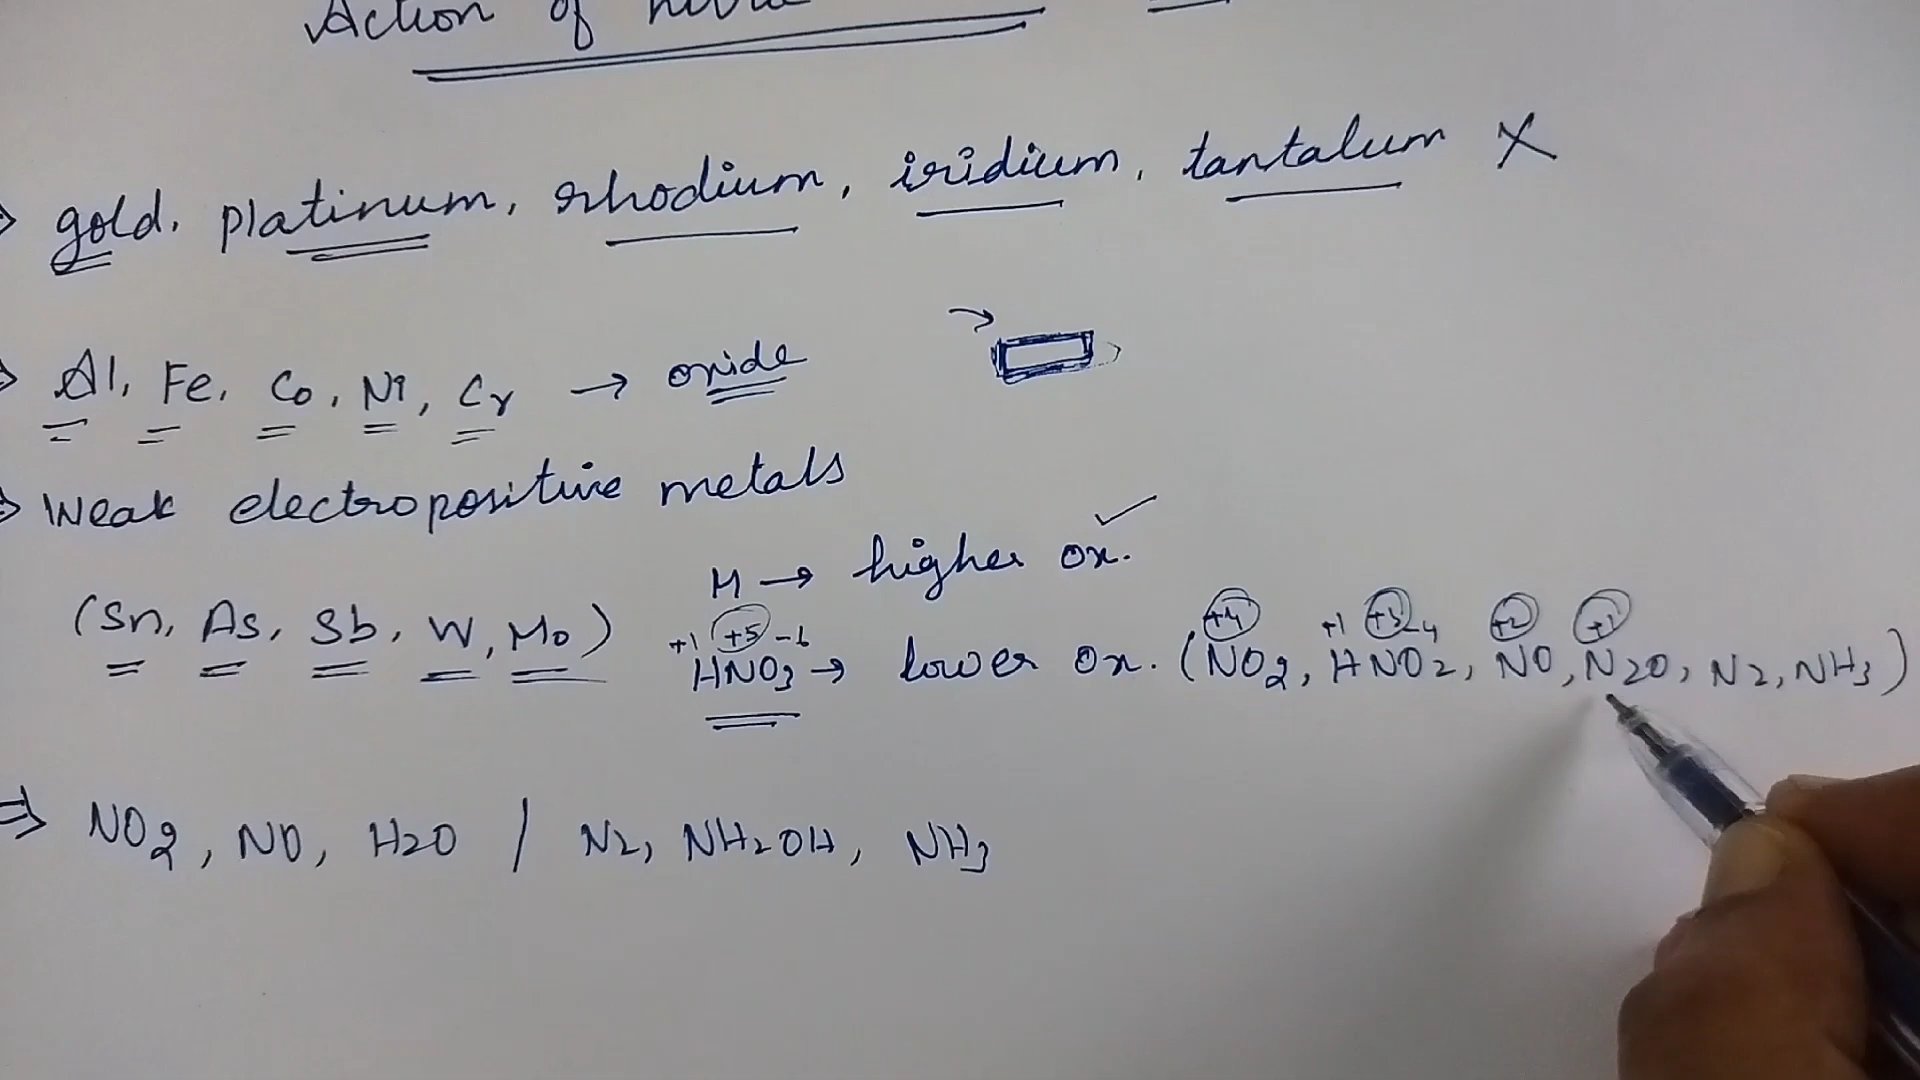 Action of
⇒ gold, platinum, rhodium, iridium, tantalum X
⇒ Al, Fe, Co, Ni, Cr → oxide
⇒ Weak electropositive metals
M → higher ox. ✓
(Sn, As, Sb, W, Mo)
+1 +5 -6 +4 +1 +3 -4 +2 +1
HNO3 → lower ox. (NO2, HNO2, NO, N2O, N2, NH3)
⇒ NO2, NO, H2O / N2, NH2OH, NH3